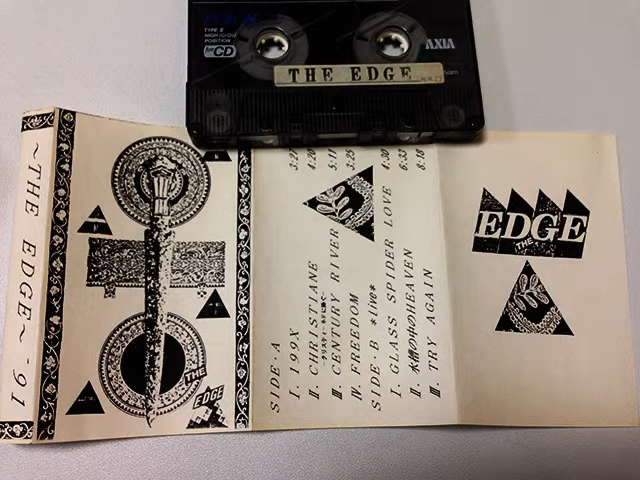 TYPE II
HIGH (CrO2)
POSITION
for CD
AXIA
THE EDGE
~THE EDGE~ '91
THE
EDGE
SIDE・A
I. 199X 3:27
II. CHRISTIANE 4:20
III. CENTURY RIVER 5:11
IV. FREEDOM 3:25
SIDE・B *Live*
I. GLASS SPIDER LOVE 4:30
II. 水槽の中のHEAVEN 6:33
III. TRY AGAIN 8:18
EDGE
THE